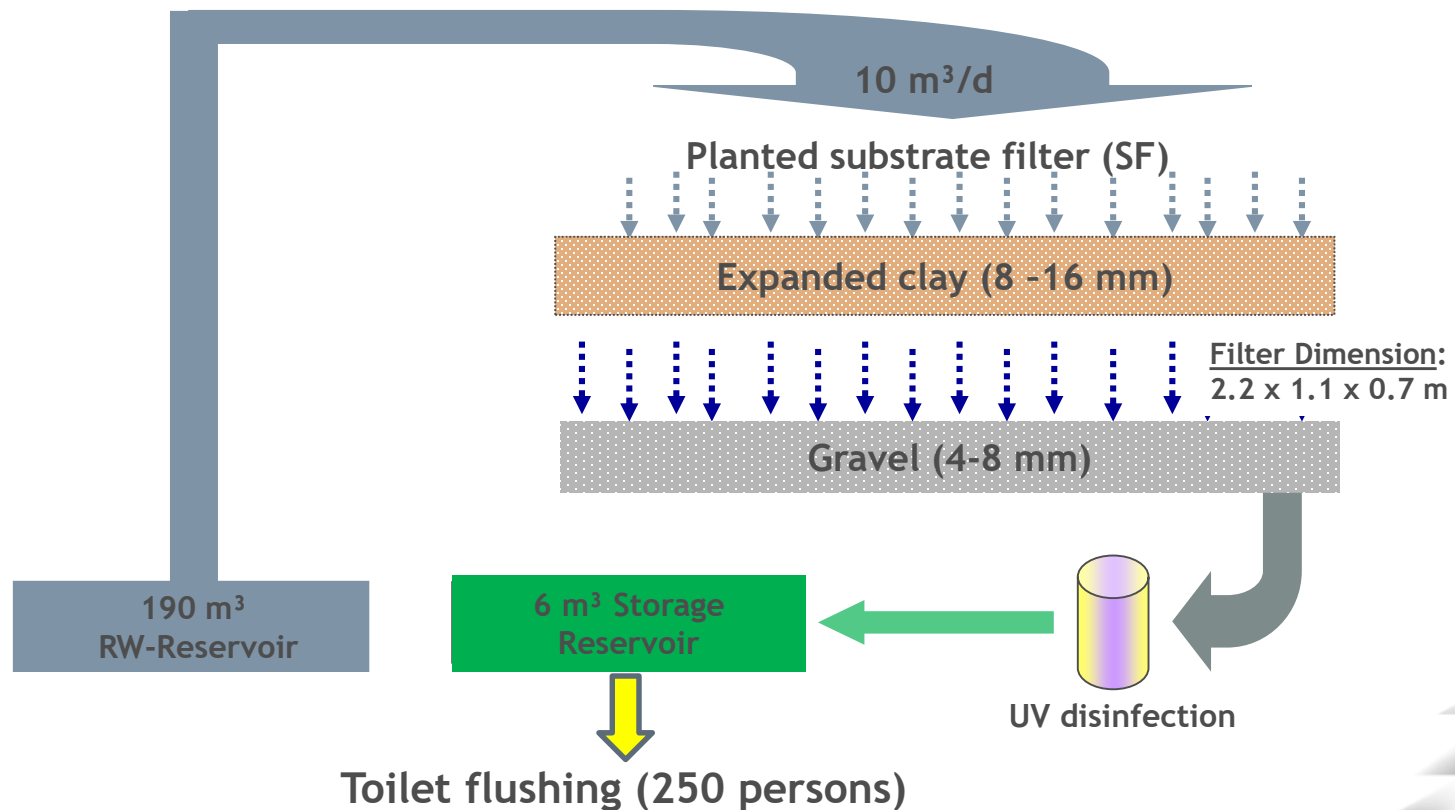 10 m³/d
Planted substrate filter (SF)
Expanded clay (8 -16 mm)
Filter Dimension:
2.2 x 1.1 x 0.7 m
Gravel (4-8 mm)
190 m³
RW-Reservoir
6 m³ Storage
Reservoir
UV disinfection
Toilet flushing (250 persons)